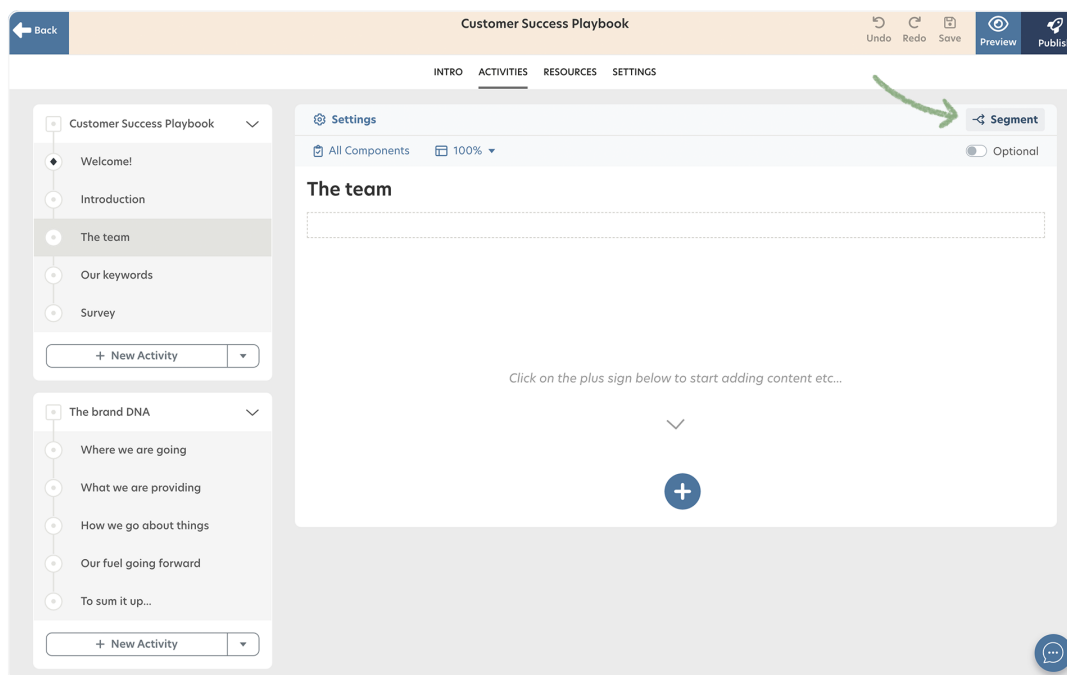 Back
Customer Success Playbook
Undo
Redo
Save
Preview
Publis
INTRO
ACTIVITIES
RESOURCES
SETTINGS
Customer Success Playbook
Welcome!
Introduction
The team
Our keywords
Survey
+ New Activity
The brand DNA
Where we are going
What we are providing
How we go about things
Our fuel going forward
To sum it up...
+ New Activity
Settings
Segment
All Components
100%
Optional
The team
Click on the plus sign below to start adding content etc...